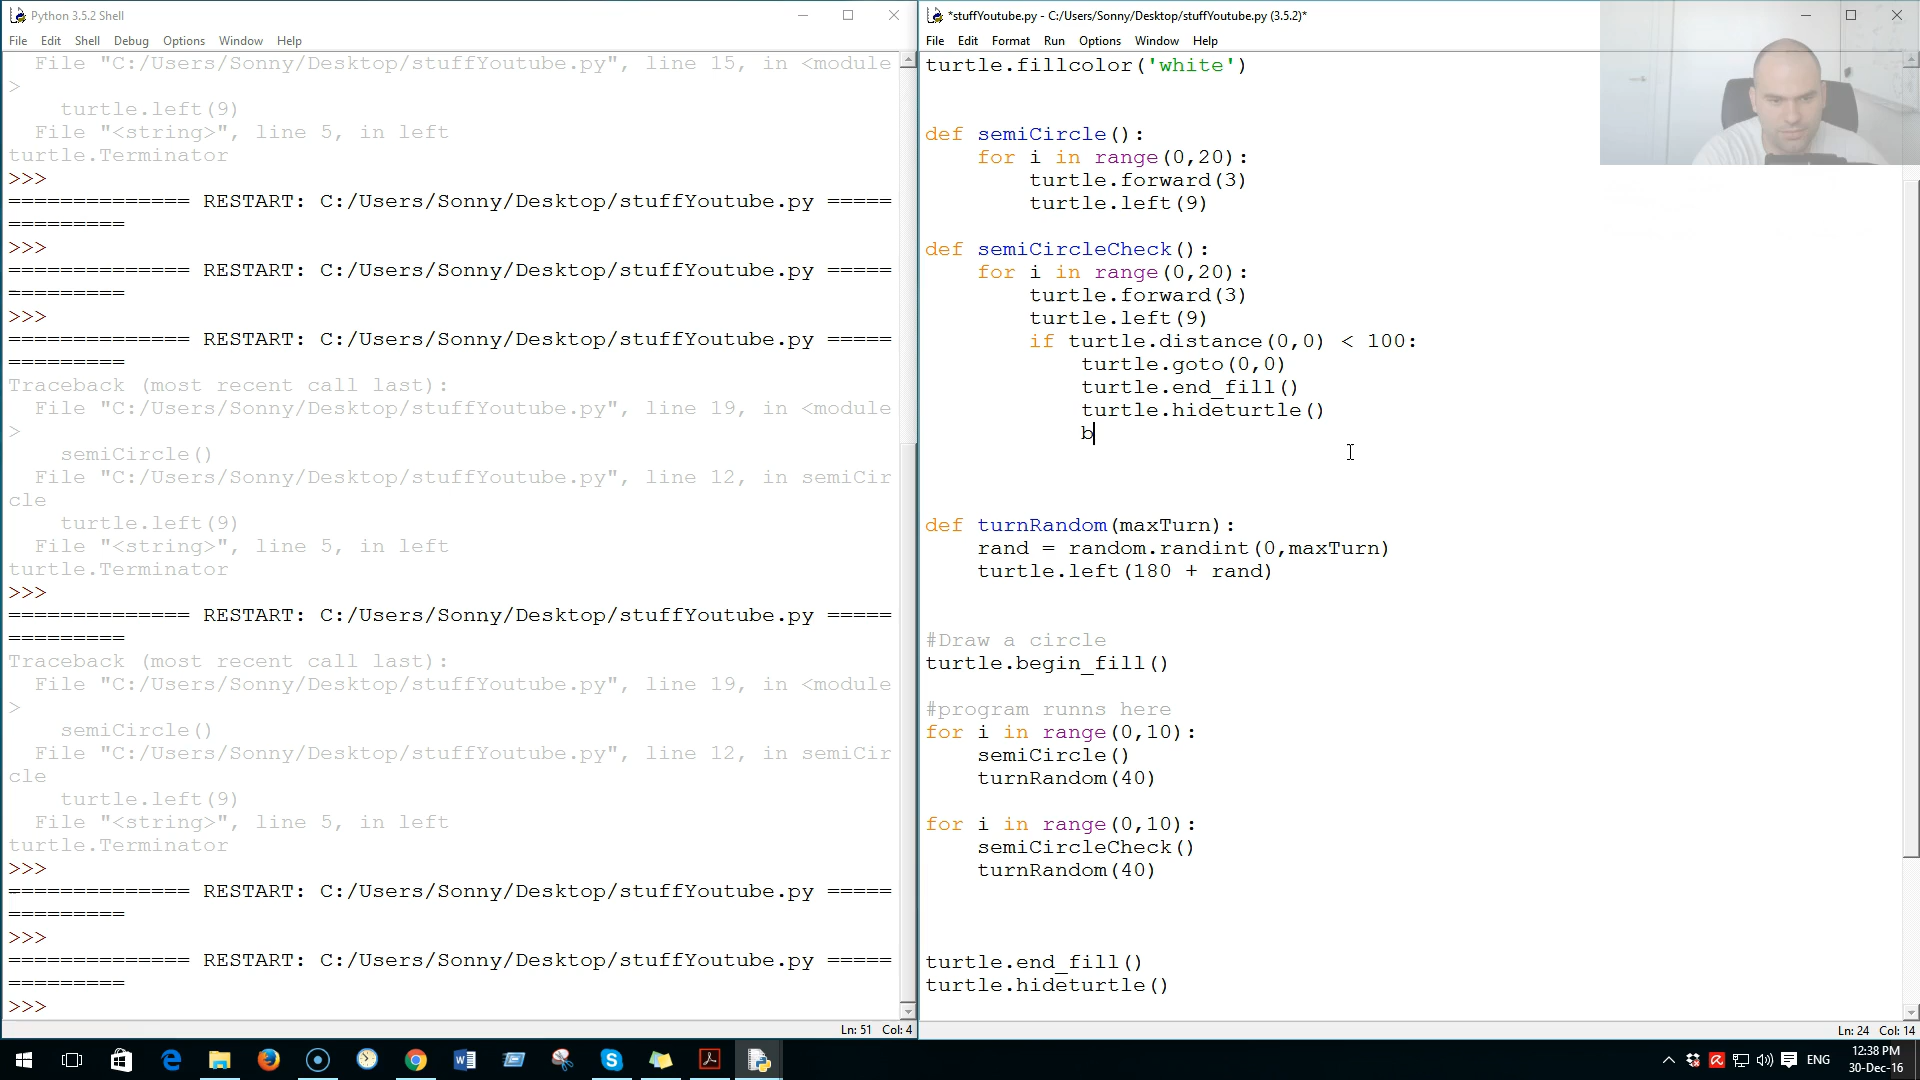 Python 3.5.2 Shell
File Edit Shell Debug Options Window Help
File "C:/Users/Sonny/Desktop/stuffYoutube.py", line 15, in <module
>
turtle.left(9)
File "<string>", line 5, in left
turtle.Terminator
>>>
============== RESTART: C:/Users/Sonny/Desktop/stuffYoutube.py =====
=========
>>>
============== RESTART: C:/Users/Sonny/Desktop/stuffYoutube.py =====
=========
>>>
============== RESTART: C:/Users/Sonny/Desktop/stuffYoutube.py =====
=========
Traceback (most recent call last):
File "C:/Users/Sonny/Desktop/stuffYoutube.py", line 19, in <module
>
semiCircle()
File "C:/Users/Sonny/Desktop/stuffYoutube.py", line 12, in semiCir
cle
turtle.left(9)
File "<string>", line 5, in left
turtle.Terminator
>>>
============== RESTART: C:/Users/Sonny/Desktop/stuffYoutube.py =====
=========
Traceback (most recent call last):
File "C:/Users/Sonny/Desktop/stuffYoutube.py", line 19, in <module
>
semiCircle()
File "C:/Users/Sonny/Desktop/stuffYoutube.py", line 12, in semiCir
cle
turtle.left(9)
File "<string>", line 5, in left
turtle.Terminator
>>>
============== RESTART: C:/Users/Sonny/Desktop/stuffYoutube.py =====
=========
>>>
============== RESTART: C:/Users/Sonny/Desktop/stuffYoutube.py =====
=========
>>>
Ln: 51 Col: 4
*stuffYoutube.py - C:/Users/Sonny/Desktop/stuffYoutube.py (3.5.2)*
File Edit Format Run Options Window Help
turtle.fillcolor('white')
def semiCircle():
for i in range(0,20):
turtle.forward(3)
turtle.left(9)
def semiCircleCheck():
for i in range(0,20):
turtle.forward(3)
turtle.left(9)
if turtle.distance(0,0) < 100:
turtle.goto(0,0)
turtle.end_fill()
turtle.hideturtle()
b
def turnRandom(maxTurn):
rand = random.randint(0,maxTurn)
turtle.left(180 + rand)
#Draw a circle
turtle.begin_fill()
#program runns here
for i in range(0,10):
semiCircle()
turnRandom(40)
for i in range(0,10):
semiCircleCheck()
turnRandom(40)
turtle.end_fill()
turtle.hideturtle()
Ln: 24 Col: 14
ENG
12:38 PM
30-Dec-16